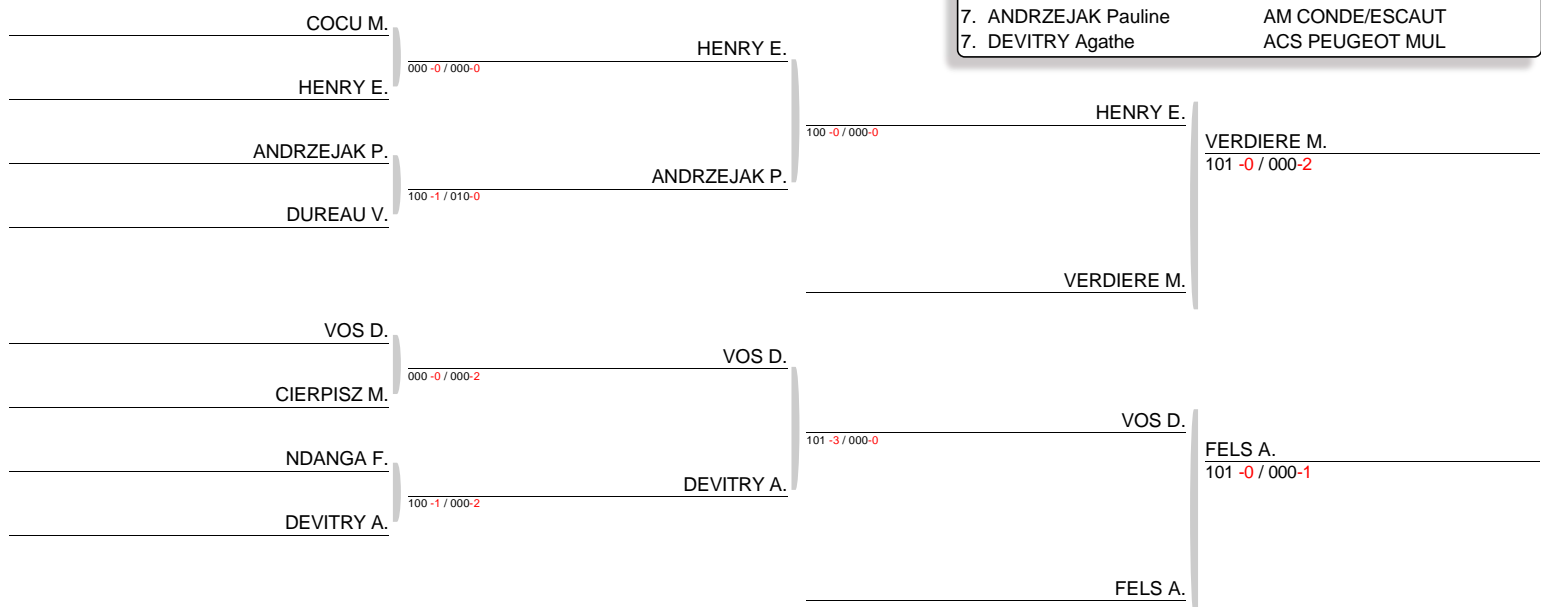 7. ANDRZEJAK Pauline AM CONDE/ESCAUT
7. DEVITRY Agathe ACS PEUGEOT MUL
COCU M.
HENRY E.
000 -0 / 000-0
HENRY E.
ANDRZEJAK P.
DUREAU V.
100 -1 / 010-0
ANDRZEJAK P.
HENRY E.
100 -0 / 000-0
VERDIERE M.
VERDIERE M.
101 -0 / 000-2
VOS D.
CIERPISZ M.
000 -0 / 000-2
VOS D.
NDANGA F.
DEVITRY A.
100 -1 / 000-2
DEVITRY A.
VOS D.
101 -3 / 000-0
FELS A.
FELS A.
101 -0 / 000-1